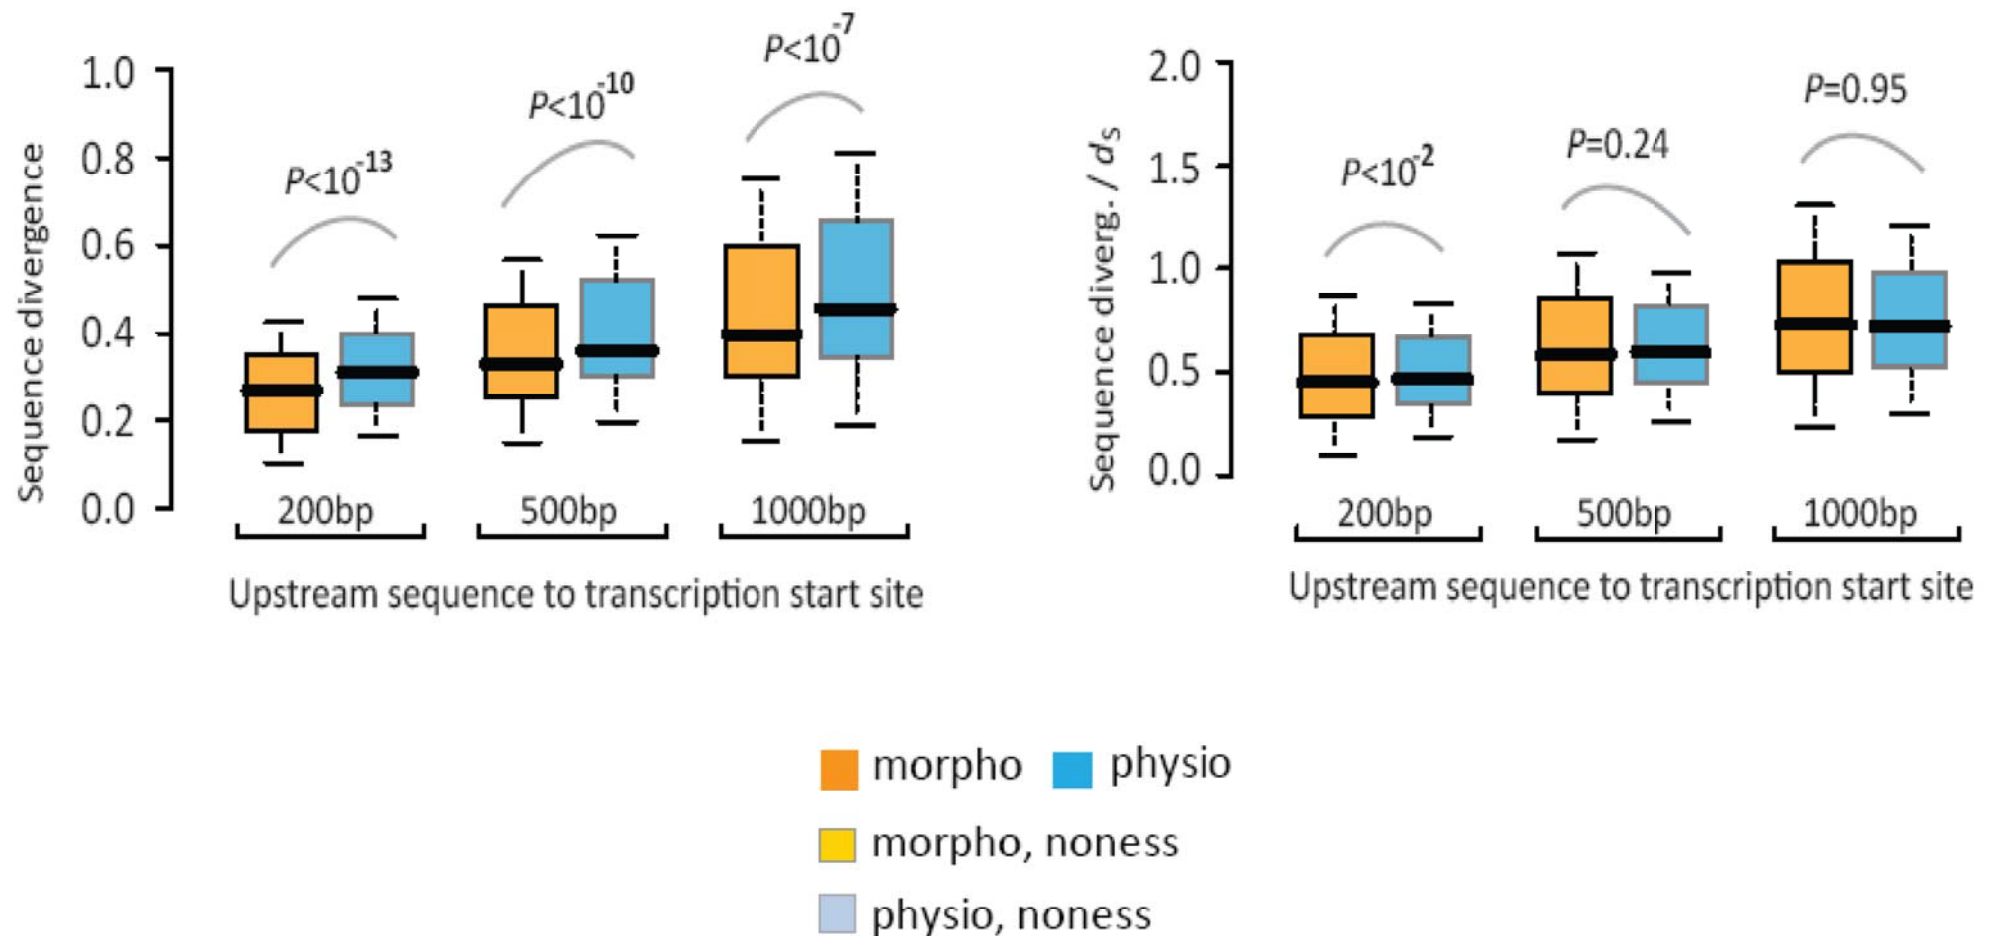 Sequence divergence
1.0
0.8
0.6
0.4
0.2
0.0
P<10^-13
P<10^-10
P<10^-7
200bp
500bp
1000bp
Upstream sequence to transcription start site
Sequence diverg. / dS
2.0
1.5
1.0
0.5
0.0
P<10^-2
P=0.24
P=0.95
200bp
500bp
1000bp
Upstream sequence to transcription start site
morpho
physio
morpho, noness
physio, noness